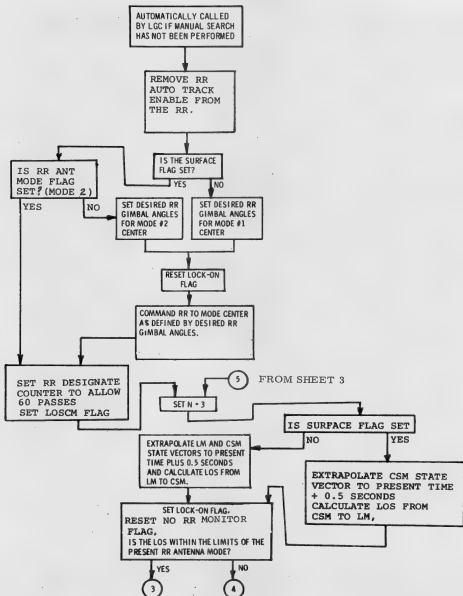 AUTOMATICALLY CALLED
BY LGC IF MANUAL SEARCH
HAS NOT BEEN PERFORMED
REMOVE RR
AUTO TRACK
ENABLE FROM
THE RR.
IS THE SURFACE
FLAG SET?
YES
NO
IS RR ANT
MODE FLAG
SET? (MODE 2)
YES
NO
SET DESIRED RR
GIMBAL ANGLES
FOR MODE #2
CENTER
SET DESIRED RR
GIMBAL ANGLES
FOR MODE #1
CENTER
RESET LOCK-ON
FLAG
COMMAND RR TO MODE CENTER
AS DEFINED BY DESIRED RR
GIMBAL ANGLES.
SET RR DESIGNATE
COUNTER TO ALLOW
60 PASSES
SET LOSCM FLAG
5 FROM SHEET 3
SET N = 3
IS SURFACE FLAG SET
NO
YES
EXTRAPOLATE LM AND CSM
STATE VECTORS TO PRESENT
TIME PLUS 0.5 SECONDS
AND CALCULATE LOS FROM
LM TO CSM.
EXTRAPOLATE CSM STATE
VECTOR TO PRESENT TIME
+ 0.5 SECONDS
CALCULATE LOS FROM
CSM TO LM,
SET LOCK-ON FLAG.
RESET NO RR MONITOR
FLAG,
IS THE LOS WITHIN THE LIMITS OF THE
PRESENT RR ANTENNA MODE?
YES
NO
3
4